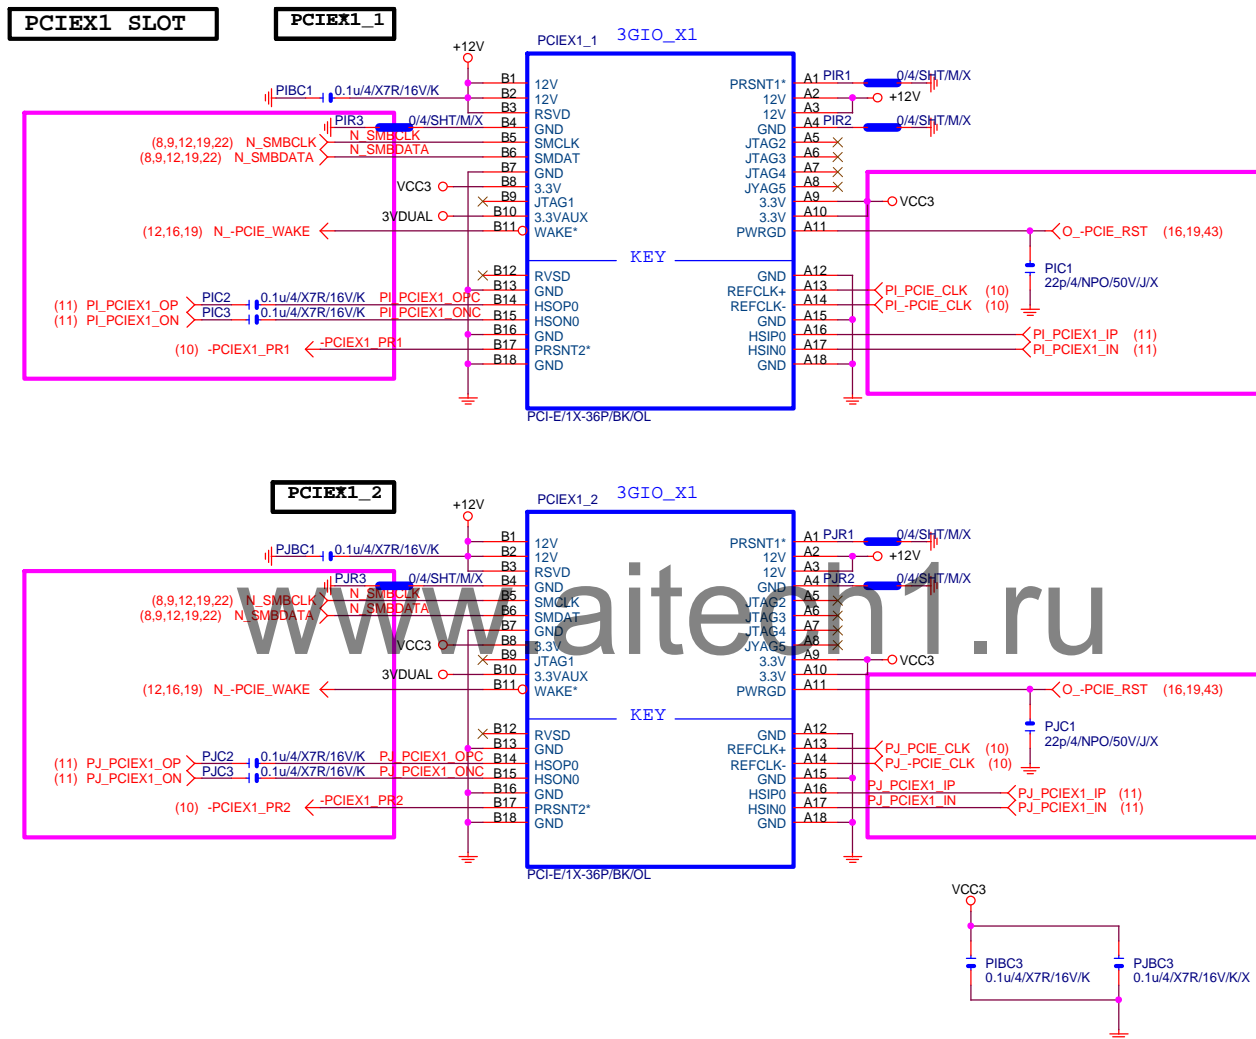 PCIEX1 SLOT
PCIEX1_1
PCIEX1_1 3GIO_X1
+12V
PIBC1 0.1u/4/X7R/16V/K
PIR3 0/4/SHT/M/X
(8,9,12,19,22) N_SMBCLK N_SMBCLK
(8,9,12,19,22) N_SMBDATA N_SMBDATA
VCC3
3VDUAL
(12,16,19) N_-PCIE_WAKE
(11) PI_PCIEX1_OP PIC2 0.1u/4/X7R/16V/K PI_PCIEX1_OPC
(11) PI_PCIEX1_ON PIC3 0.1u/4/X7R/16V/K PI_PCIEX1_ONC
(10) -PCIEX1_PR1 -PCIEX1_PR1
B1 12V
B2 12V
B3 RSVD
B4 GND
B5 SMCLK
B6 SMDAT
B7 GND
B8 3.3V
B9 JTAG1
B10 3.3VAUX
B11 WAKE*
KEY
B12 RVSD
B13 GND
B14 HSOP0
B15 HSON0
B16 GND
B17 PRSNT2*
B18 GND
PRSNT1* A1 PIR1 0/4/SHT/M/X
12V A2 +12V
12V A3
GND A4 PIR2 0/4/SHT/M/X
JTAG2 A5
JTAG3 A6
JTAG4 A7
JYAG5 A8
3.3V A9 VCC3
3.3V A10
PWRGD A11 O_-PCIE_RST (16,19,43)
PIC1
22p/4/NPO/50V/J/X
GND A12
REFCLK+ A13 PI_PCIE_CLK (10)
REFCLK- A14 PI_-PCIE_CLK (10)
GND A15
HSIP0 A16 PI_PCIEX1_IP (11)
HSIN0 A17 PI_PCIEX1_IN (11)
GND A18
PCI-E/1X-36P/BK/OL
PCIEX1_2
PCIEX1_2 3GIO_X1
+12V
PJBC1 0.1u/4/X7R/16V/K
PJR3 0/4/SHT/M/X
(8,9,12,19,22) N_SMBCLK N_SMBCLK
(8,9,12,19,22) N_SMBDATA N_SMBDATA
VCC3
3VDUAL
(12,16,19) N_-PCIE_WAKE
(11) PJ_PCIEX1_OP PJC2 0.1u/4/X7R/16V/K PJ_PCIEX1_OPC
(11) PJ_PCIEX1_ON PJC3 0.1u/4/X7R/16V/K PJ_PCIEX1_ONC
(10) -PCIEX1_PR2 -PCIEX1_PR2
B1 12V
B2 12V
B3 RSVD
B4 GND
B5 SMCLK
B6 SMDAT
B7 GND
B8 3.3V
B9 JTAG1
B10 3.3VAUX
B11 WAKE*
KEY
B12 RVSD
B13 GND
B14 HSOP0
B15 HSON0
B16 GND
B17 PRSNT2*
B18 GND
PRSNT1* A1 PJR1 0/4/SHT/M/X
12V A2 +12V
12V A3
GND A4 PJR2 0/4/SHT/M/X
JTAG2 A5
JTAG3 A6
JTAG4 A7
JYAG5 A8
3.3V A9 VCC3
3.3V A10
PWRGD A11 O_-PCIE_RST (16,19,43)
PJC1
22p/4/NPO/50V/J/X
GND A12
REFCLK+ A13 PJ_PCIE_CLK (10)
REFCLK- A14 PJ_-PCIE_CLK (10)
GND A15
HSIP0 A16 PJ_PCIEX1_IP PJ_PCIEX1_IP (11)
HSIN0 A17 PJ_PCIEX1_IN PJ_PCIEX1_IN (11)
GND A18
PCI-E/1X-36P/BK/OL
www.aitech1.ru
VCC3
PIBC3
0.1u/4/X7R/16V/K
PJBC3
0.1u/4/X7R/16V/K/X